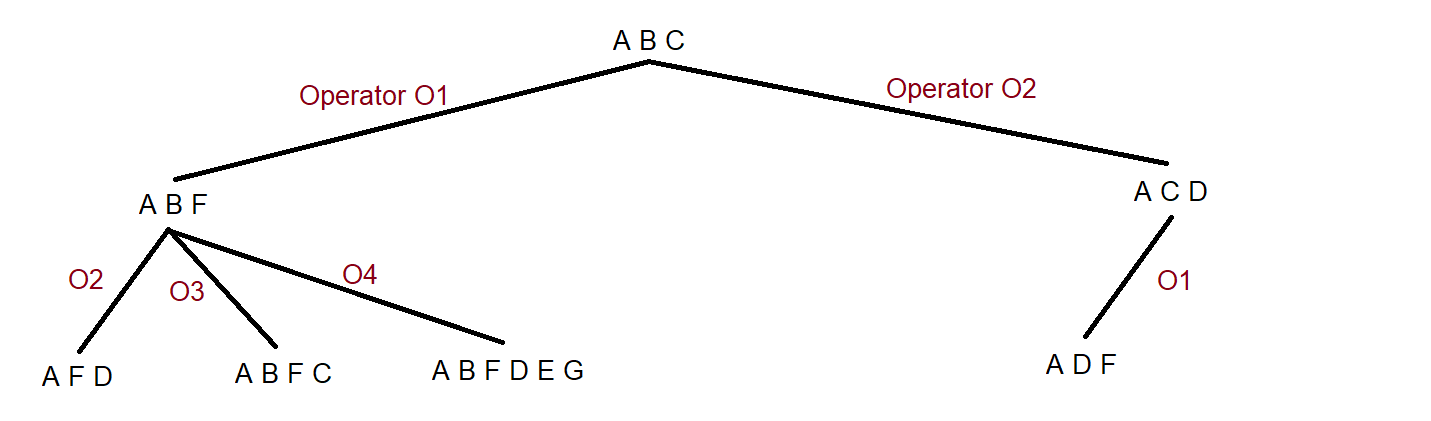 A B C
Operator O1
Operator O2
A B F
A C D
O2
O3
O4
O1
A F D
A B F C
A B F D E G
A D F